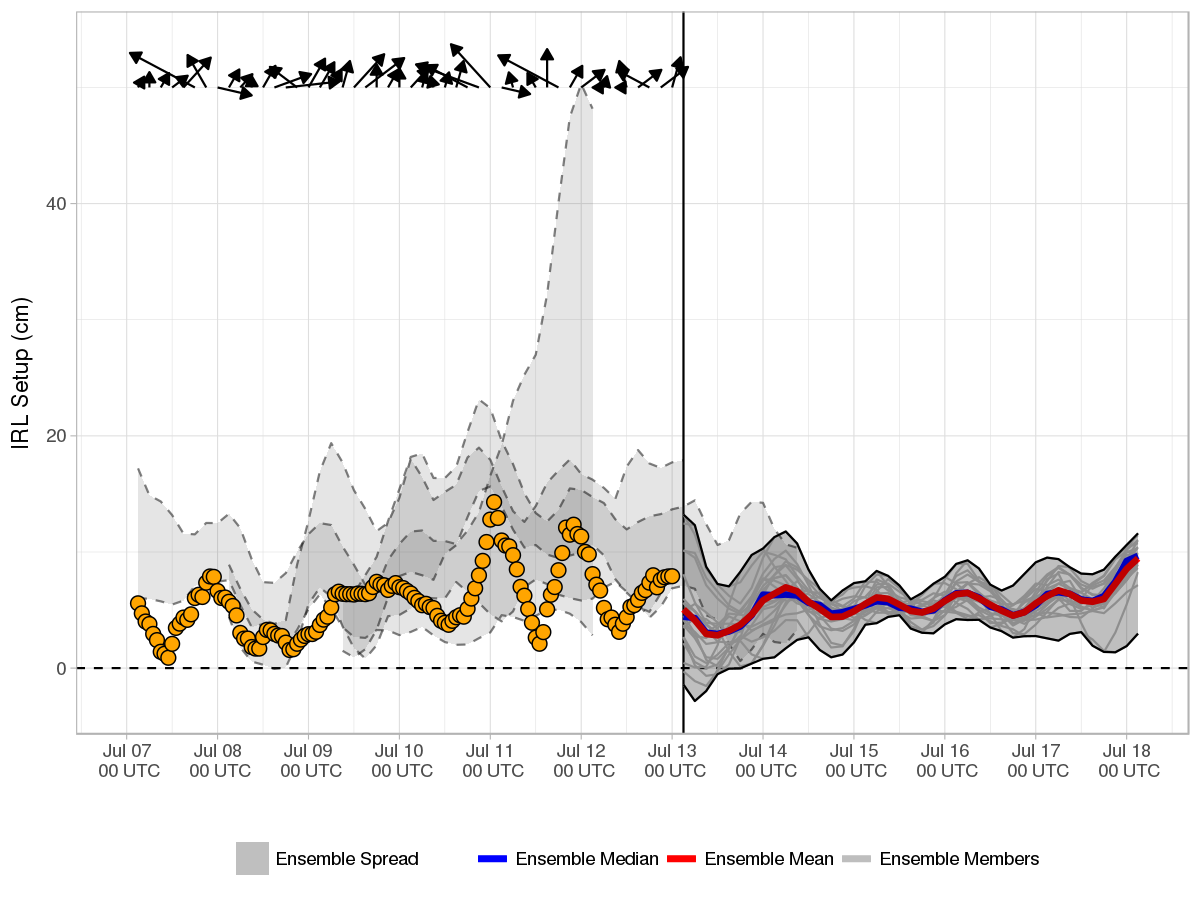 IRL Setup (cm)
40
20
0
Jul 07 Jul 08 Jul 09 Jul 10 Jul 11 Jul 12 Jul 13 Jul 14 Jul 15 Jul 16 Jul 17 Jul 18
00 UTC 00 UTC 00 UTC 00 UTC 00 UTC 00 UTC 00 UTC 00 UTC 00 UTC 00 UTC 00 UTC 00 UTC
Ensemble Spread Ensemble Median Ensemble Mean Ensemble Members